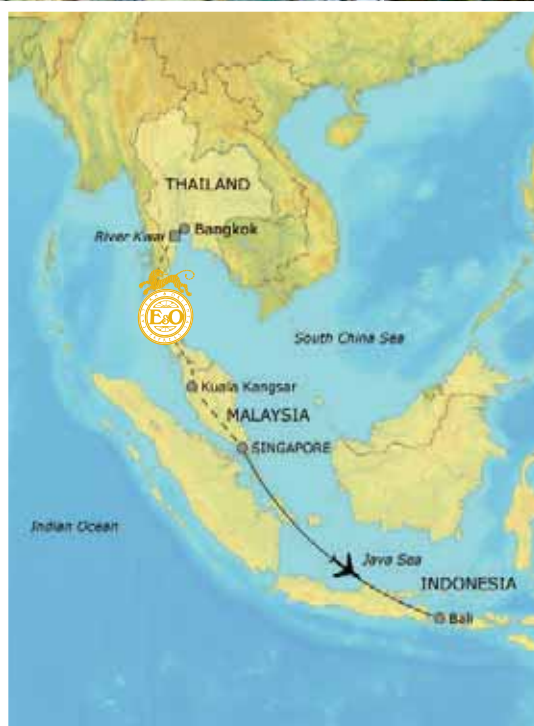 THAILAND
River Kwai
Bangkok
E&O
South China Sea
Kuala Kangsar
MALAYSIA
SINGAPORE
Indian Ocean
Java Sea
INDONESIA
Bali